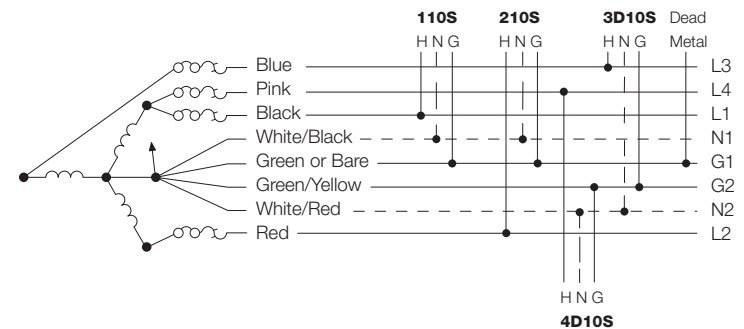 110S 210S 3D10S Dead
H N G H N G H N G Metal
Blue L3
Pink L4
Black L1
White/Black N1
Green or Bare G1
Green/Yellow G2
White/Red N2
Red L2
H N G
4D10S